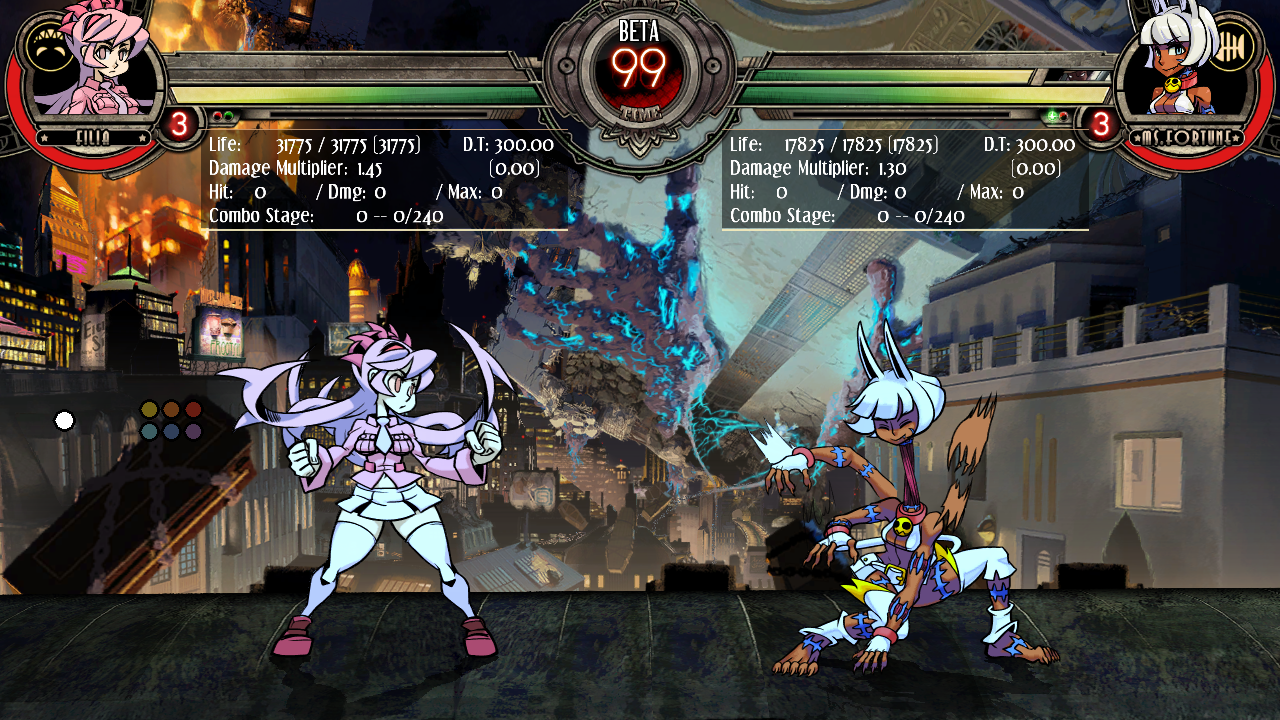 BETA
99
TIME
FILIA
3
3
MS. FORTUNE
Life: 31775 / 31775 (31775) D.T: 300.00
Damage Multiplier: 1.45 (0.00)
Hit: 0 / Dmg: 0 / Max: 0
Combo Stage: 0 -- 0/240
Life: 17825 / 17825 (17825) D.T: 300.00
Damage Multiplier: 1.30 (0.00)
Hit: 0 / Dmg: 0 / Max: 0
Combo Stage: 0 -- 0/240